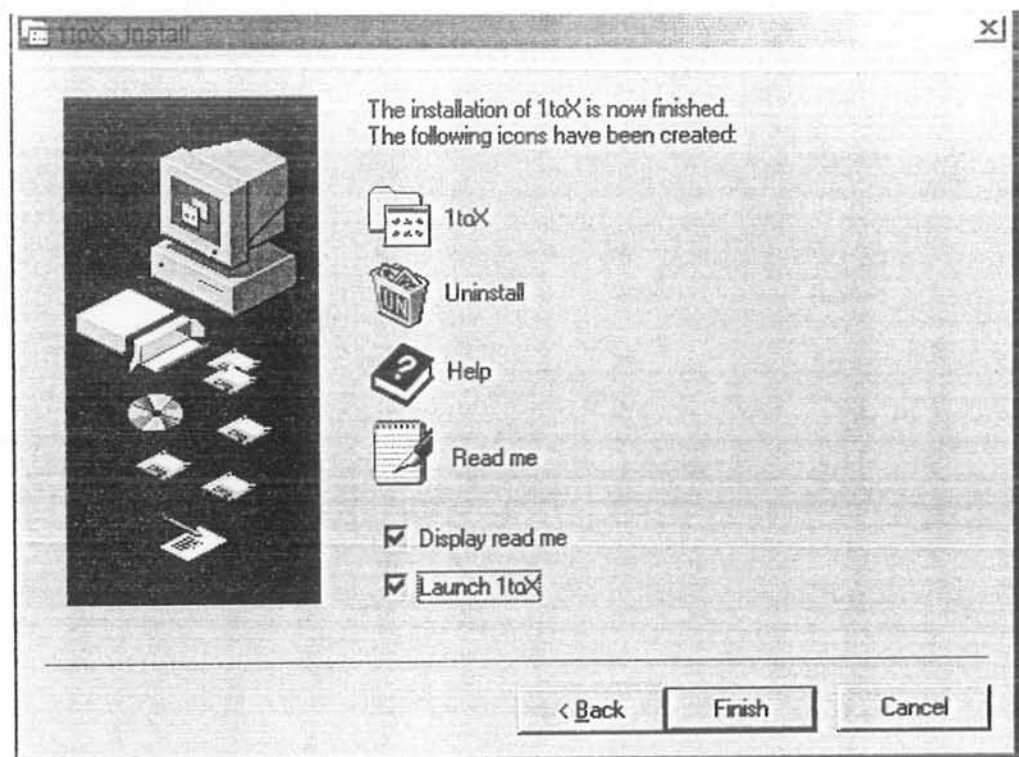 1toX - Install
The installation of 1toX is now finished.
The following icons have been created:
1toX
UN
Uninstall
?
Help
Read me
Display read me
Launch 1toX
< Back
Finish
Cancel